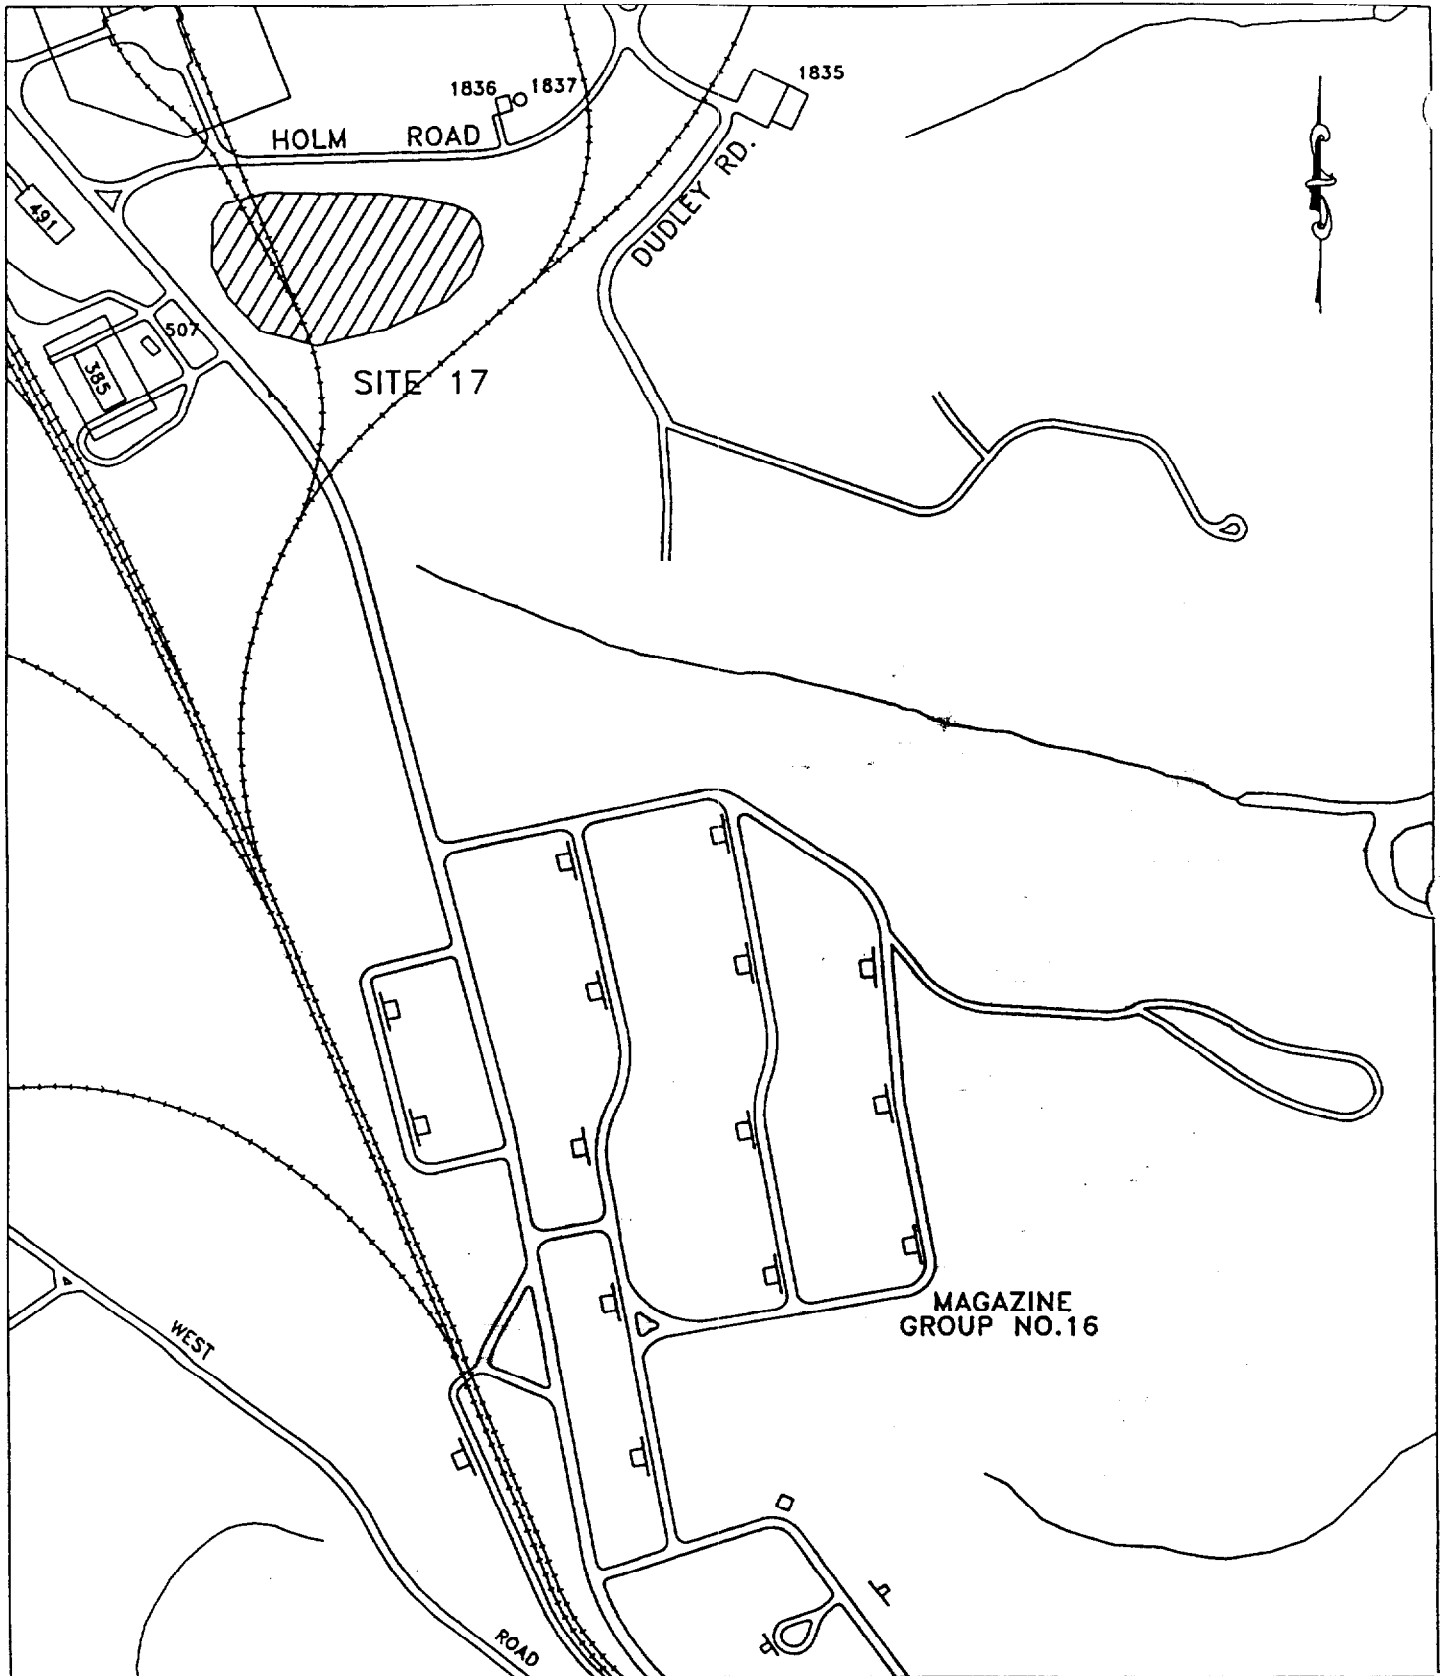 1835
1836
1837
HOLM ROAD
DUDLEY RD.
491
507
385
SITE 17
MAGAZINE
GROUP NO.16
WEST
ROAD